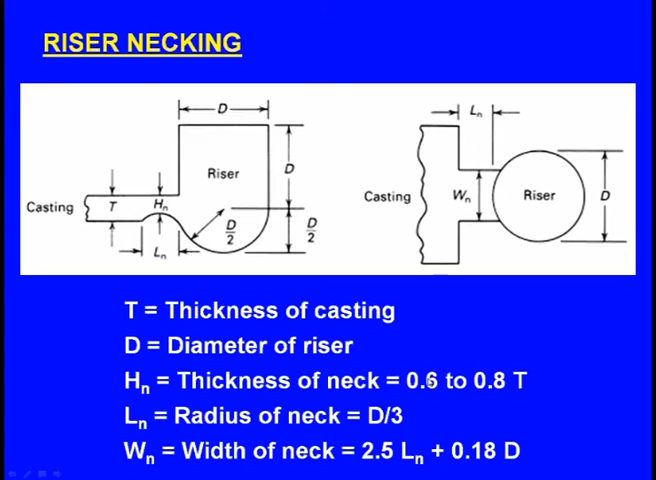 RISER NECKING
D
Riser
D
Casting
T
Hn
D/2
D/2
Ln
Ln
Casting
Wn
Riser
D
T = Thickness of casting
D = Diameter of riser
Hn = Thickness of neck = 0.6 to 0.8 T
Ln = Radius of neck = D/3
Wn = Width of neck = 2.5 Ln + 0.18 D